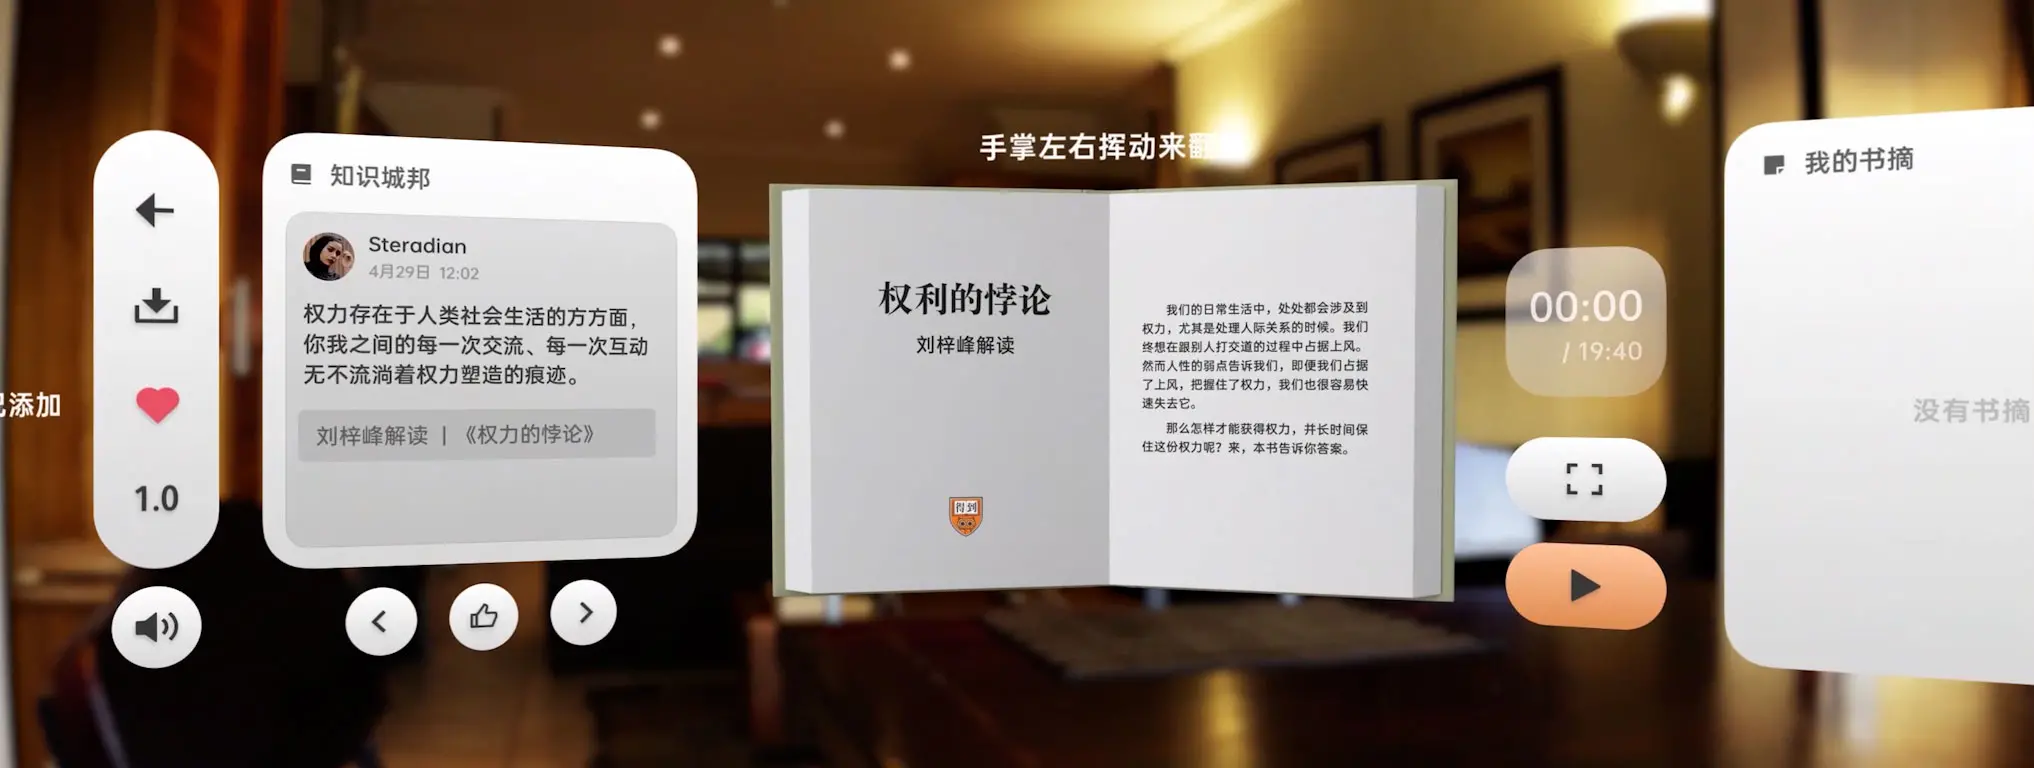 添加
1.0
知识城邦
Steradian
4月29日 12:02
权力存在于人类社会生活的方方面，
你我之间的每一次交流、每一次互动
无不流淌着权力塑造的痕迹。
刘梓峰解读 | 《权力的悖论》
手掌左右挥动来翻
权利的悖论
刘梓峰解读
得到
我们的日常生活中，处处都会涉及到
权力，尤其是处理人际关系的时候。我们
终想在跟别人打交道的过程中占据上风。
然而人性的弱点告诉我们，即便我们占据
了上风，把握住了权力，我们也很容易快
速失去它。
那么怎样才能获得权力，并长时间保
住这份权力呢？来，本书告诉你答案。
00:00
/ 19:40
我的书摘
没有书摘